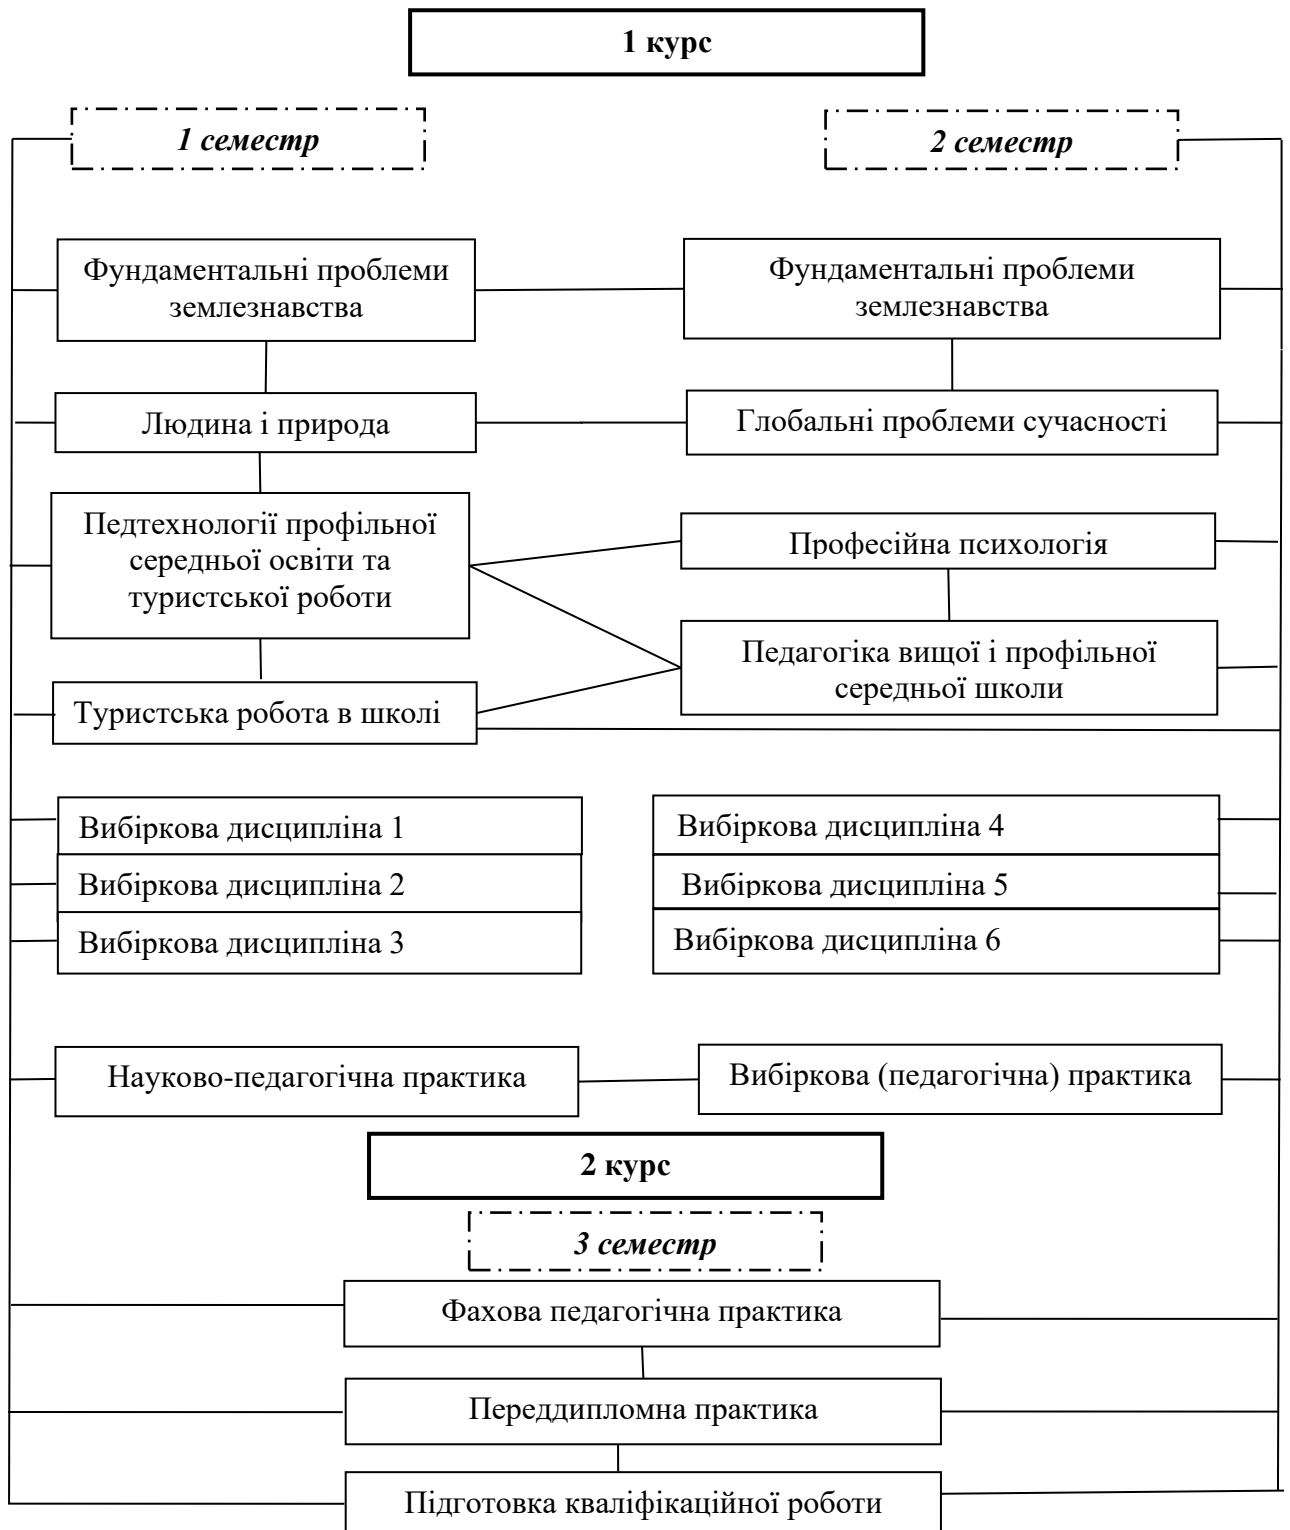 1 курс
1 семестр
2 семестр
Фундаментальні проблеми
землезнавства
Фундаментальні проблеми
землезнавства
Людина і природа
Глобальні проблеми сучасності
Педтехнології профільної
середньої освіти та
туристської роботи
Професійна психологія
Педагогіка вищої і профільної
середньої школи
Туристська робота в школі
Вибіркова дисципліна 1
Вибіркова дисципліна 4
Вибіркова дисципліна 2
Вибіркова дисципліна 5
Вибіркова дисципліна 3
Вибіркова дисципліна 6
Науково-педагогічна практика
Вибіркова (педагогічна) практика
2 курс
3 семестр
Фахова педагогічна практика
Переддипломна практика
Підготовка кваліфікаційної роботи